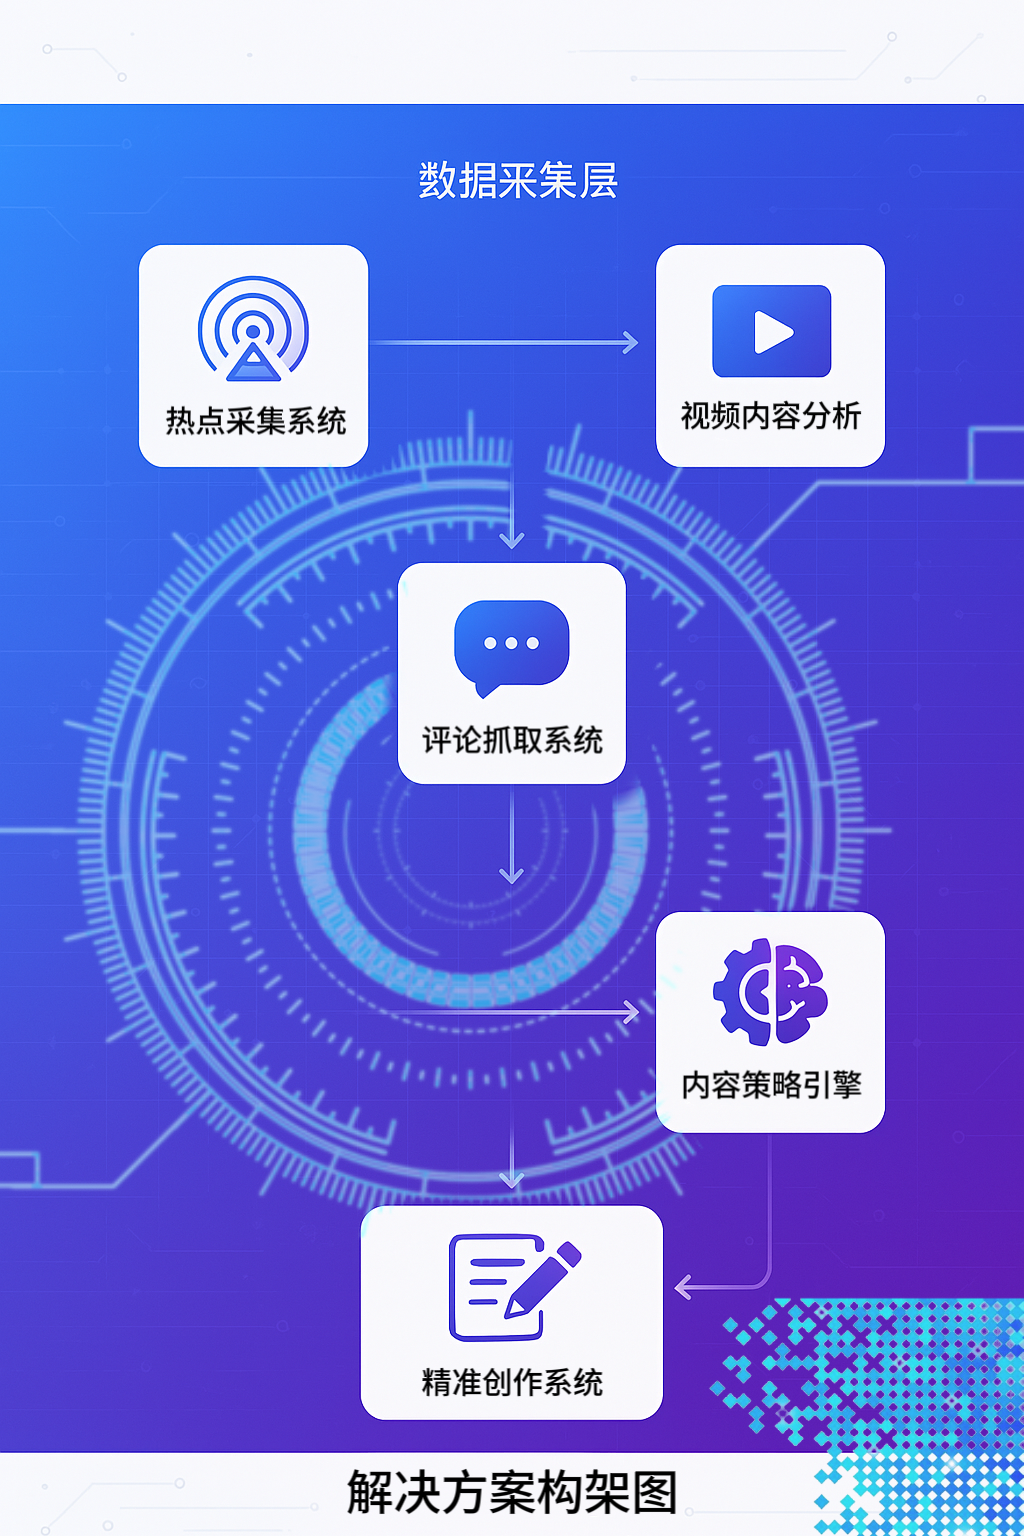 数据采集层
热点采集系统
视频内容分析
评论抓取系统
内容策略引擎
精准创作系统
解决方案构架图